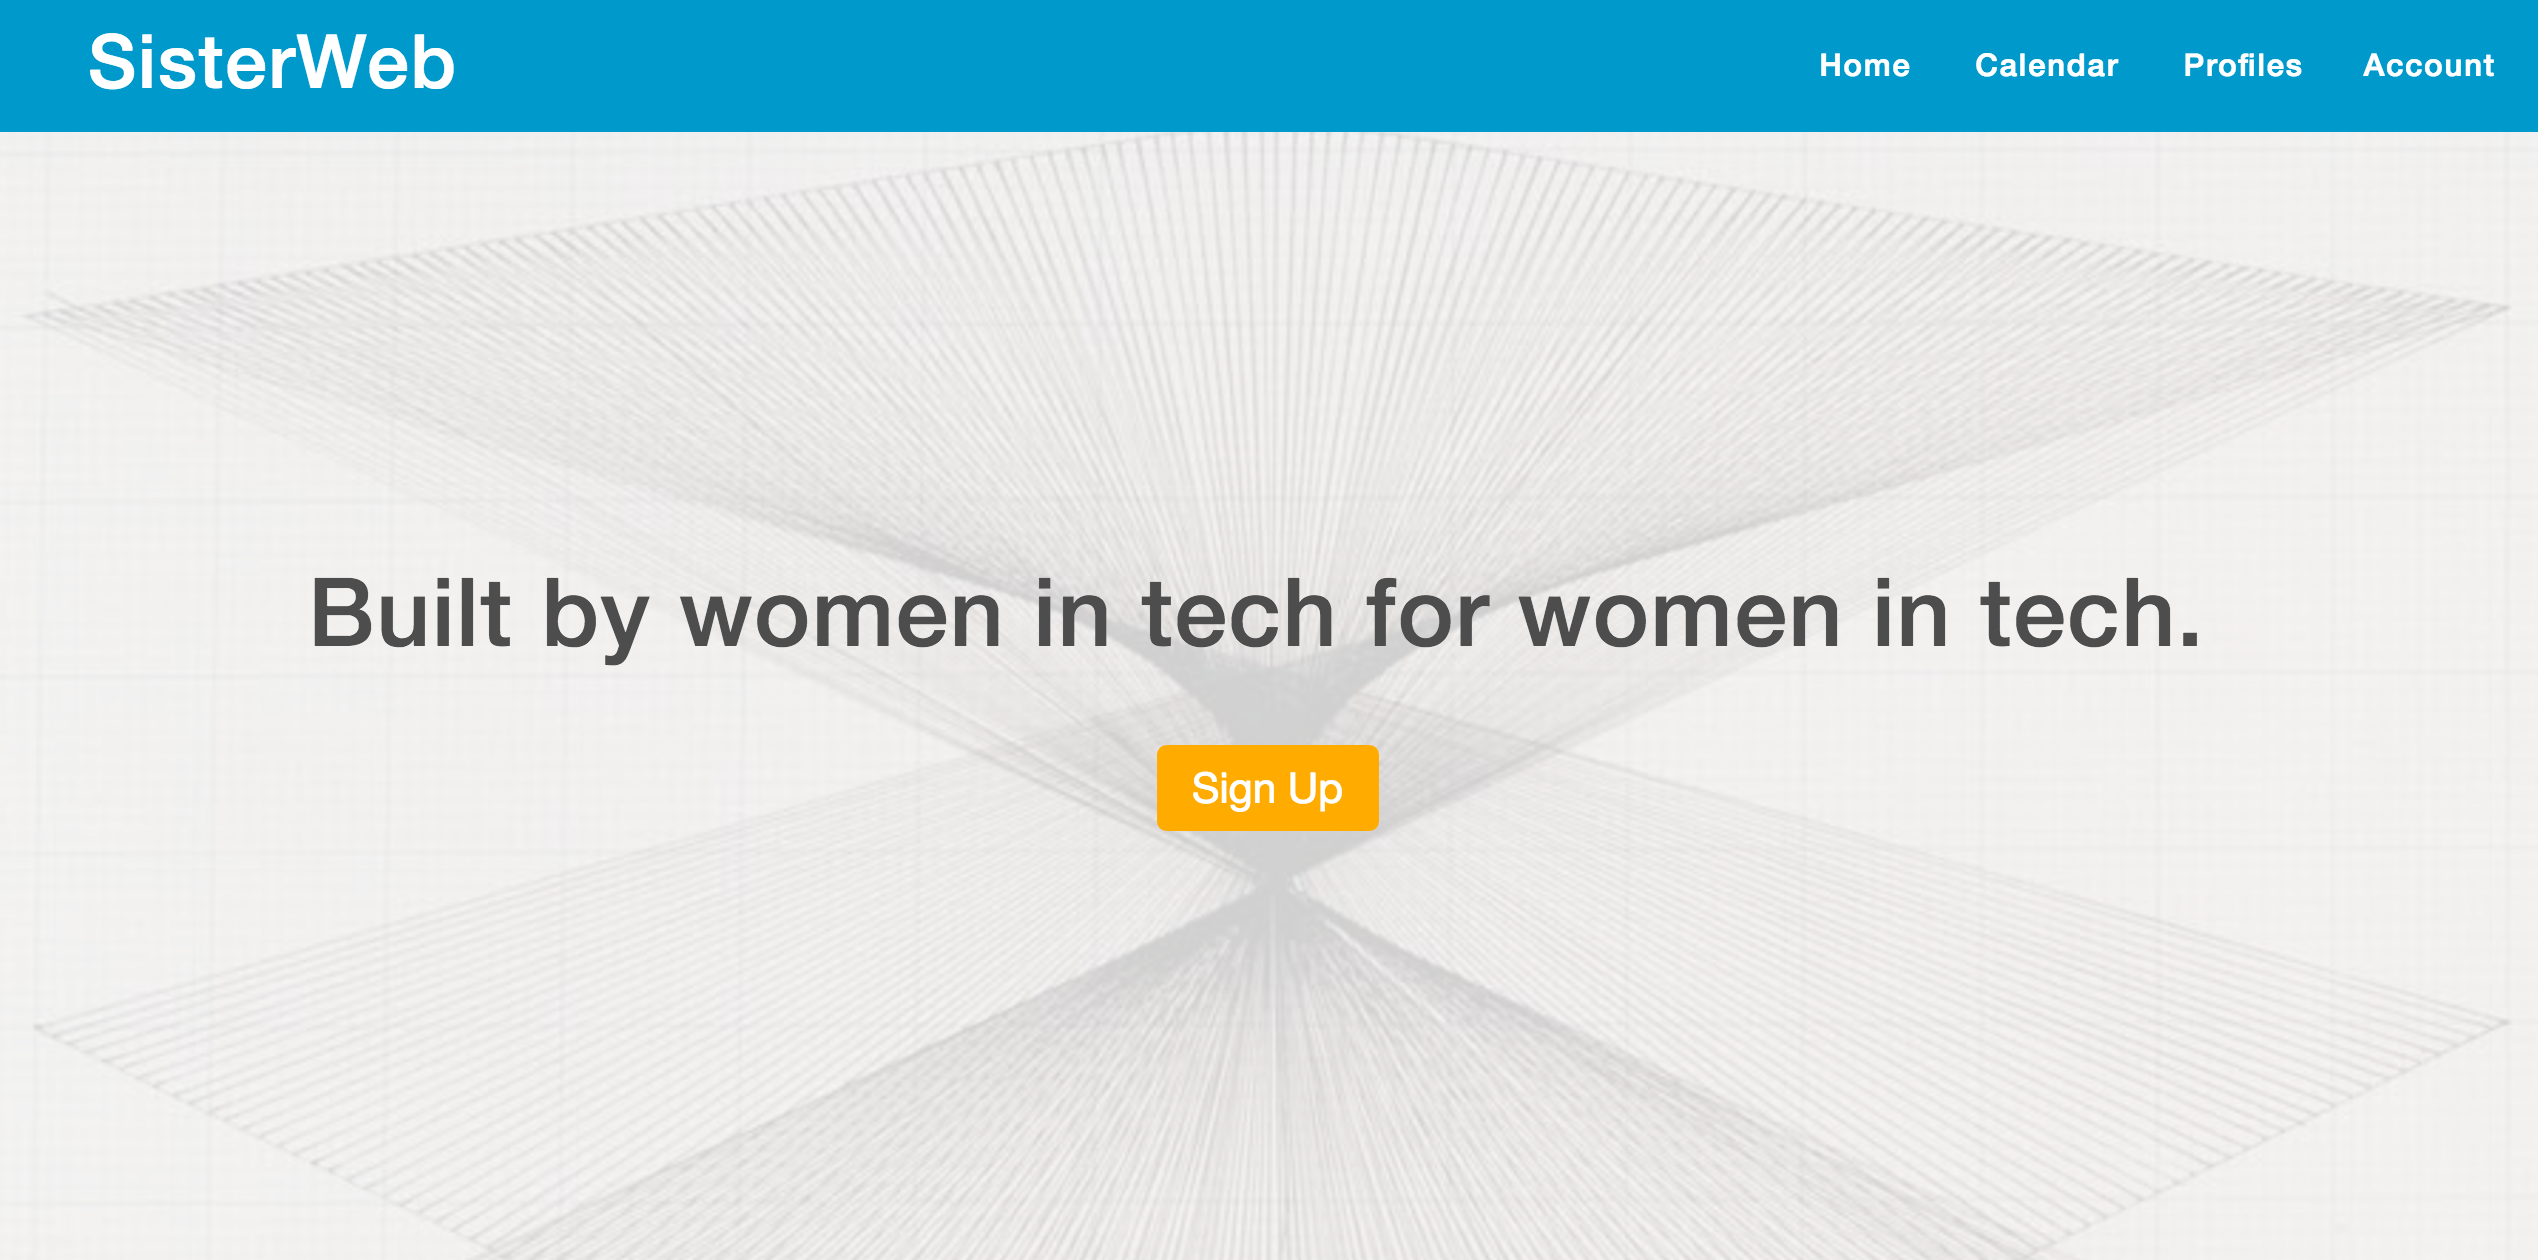 SisterWeb
Home Calendar Profiles Account
Built by women in tech for women in tech.
Sign Up